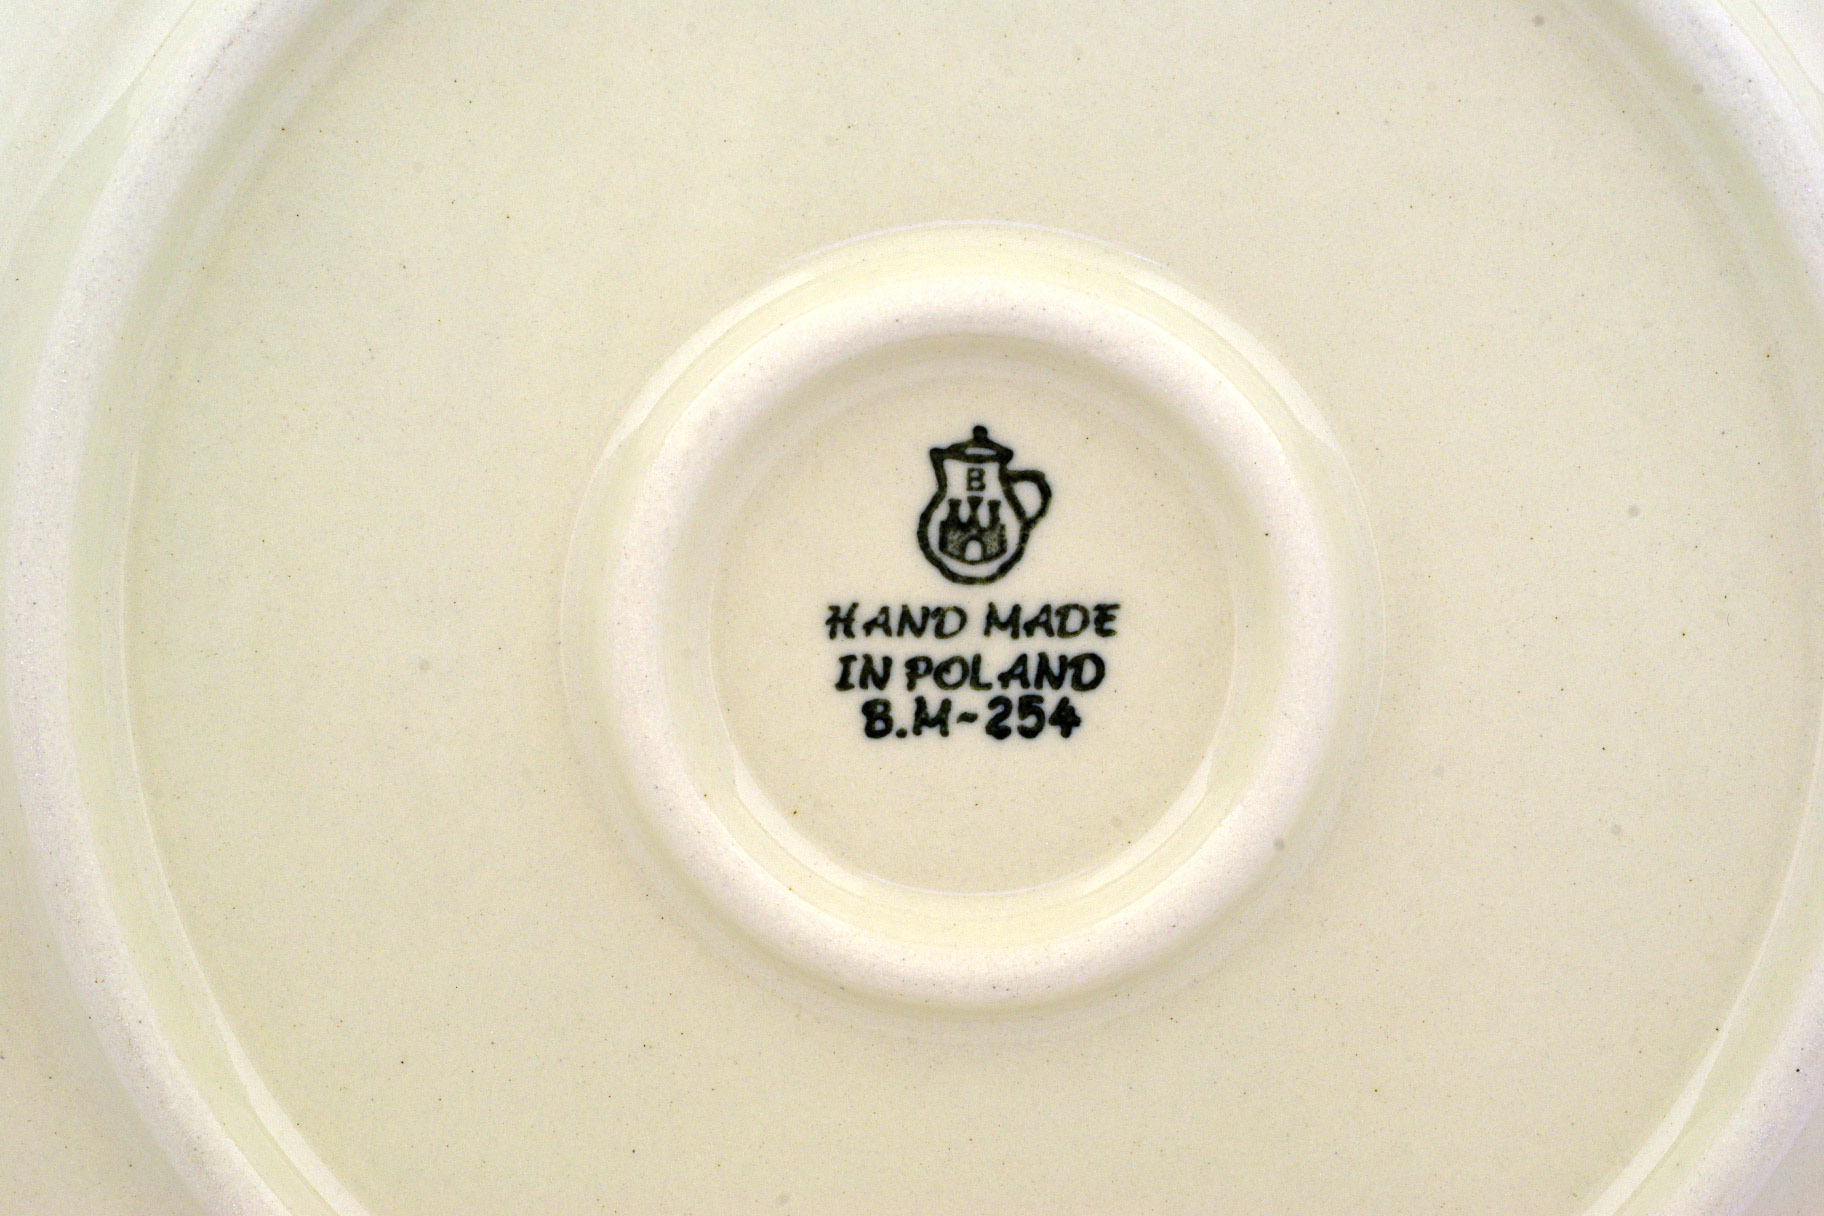 B
HAND MADE
IN POLAND
B.M-254